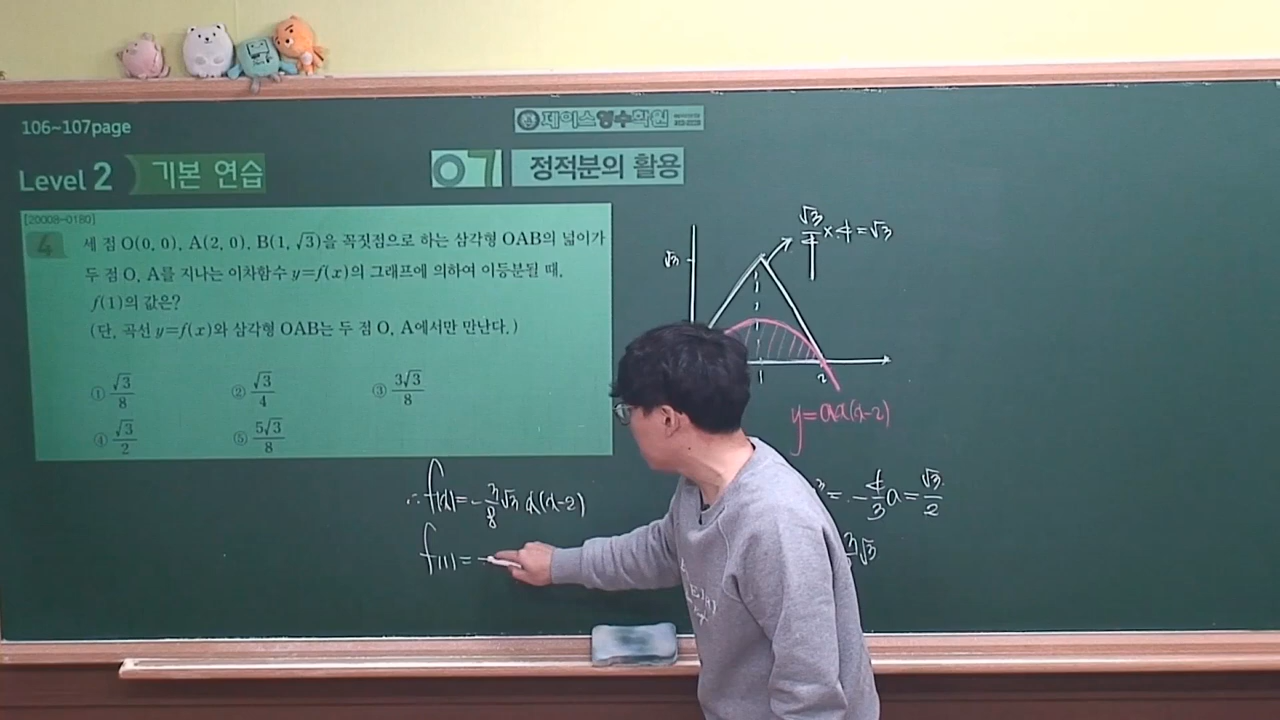 106~107page
제이스영수학원
Level 2 기본 연습
07 정적분의 활용
[20008-0180]
4
세 점 O(0, 0), A(2, 0), B(1, √3)을 꼭짓점으로 하는 삼각형 OAB의 넓이가
두 점 O, A를 지나는 이차함수 y=f(x)의 그래프에 의하여 이등분될 때,
f(1)의 값은?
(단, 곡선 y=f(x)와 삼각형 OAB는 두 점 O, A에서만 만난다.)
① √3/8 ② √3/4 ③ 3√3/8
④ √3/2 ⑤ 5√3/8
√3/4 × 4 = √3
√3
1 2
y=ax(x-2)
= -4/3 a = √3/2
√3
∴ f(x) = -3/8 √3 x(x-2)
f(1) = -